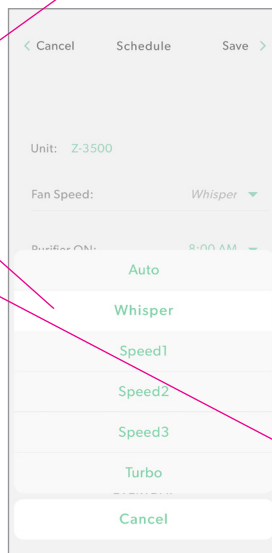 < Cancel Schedule Save >
Unit: Z-3500
Fan Speed: Whisper
Purifier ON: 8:00 AM
Auto
Whisper
Speed1
Speed2
Speed3
Turbo
Cancel